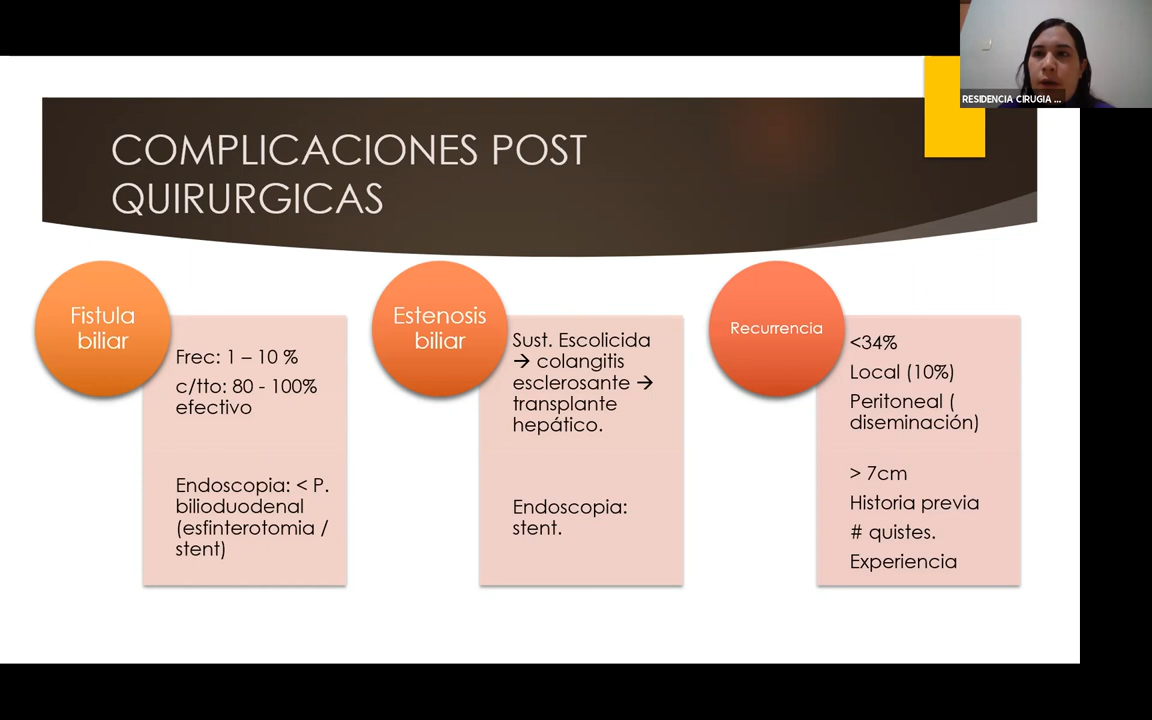 RESIDENCIA CIRUGIA ...
COMPLICACIONES POST
QUIRURGICAS
Fistula
biliar
Frec: 1 – 10 %
c/tto: 80 - 100%
efectivo
Endoscopia: < P.
bilioduodenal
(esfinterotomia /
stent)
Estenosis
biliar
Sust. Escolicida
→ colangitis
esclerosante →
transplante
hepático.
Endoscopia:
stent.
Recurrencia
<34%
Local (10%)
Peritoneal (
diseminación)
> 7cm
Historia previa
# quistes.
Experiencia